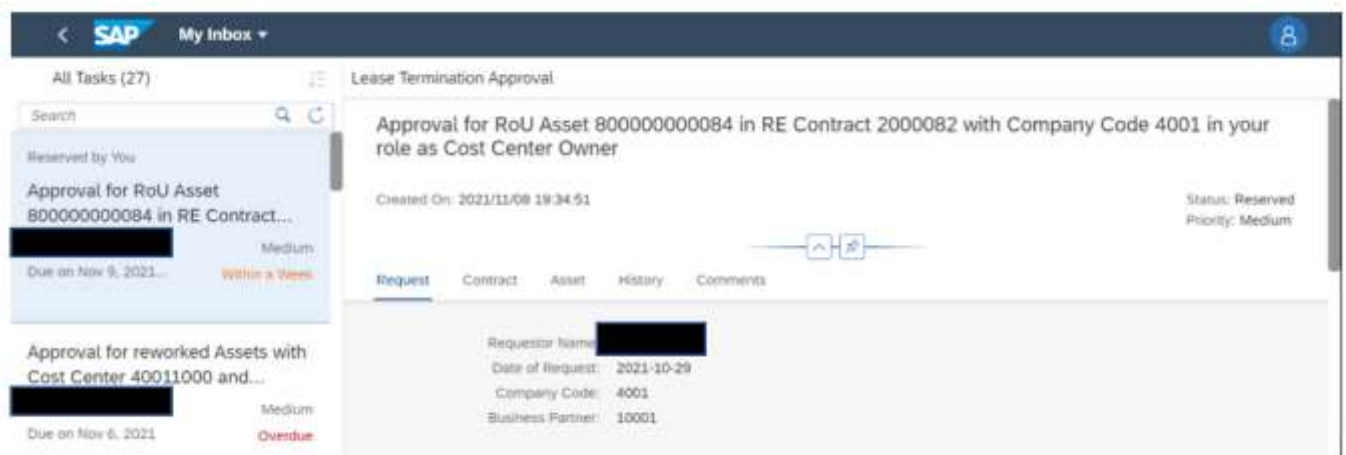 SAP My Inbox
All Tasks (27)
Search
Reserved by You
Approval for RoU Asset
800000000084 in RE Contract...
Medium
Due on Nov 9, 2021...
Within a Week
Approval for reworked Assets with
Cost Center 40011000 and...
Medium
Due on Nov 6, 2021
Overdue
Lease Termination Approval
Approval for RoU Asset 800000000084 in RE Contract 2000082 with Company Code 4001 in your
role as Cost Center Owner
Created On: 2021/11/08 19:34:51
Status: Reserved
Priority: Medium
Request Contract Asset History Comments
Requestor Name
Date of Request: 2021-10-29
Company Code: 4001
Business Partner: 10001